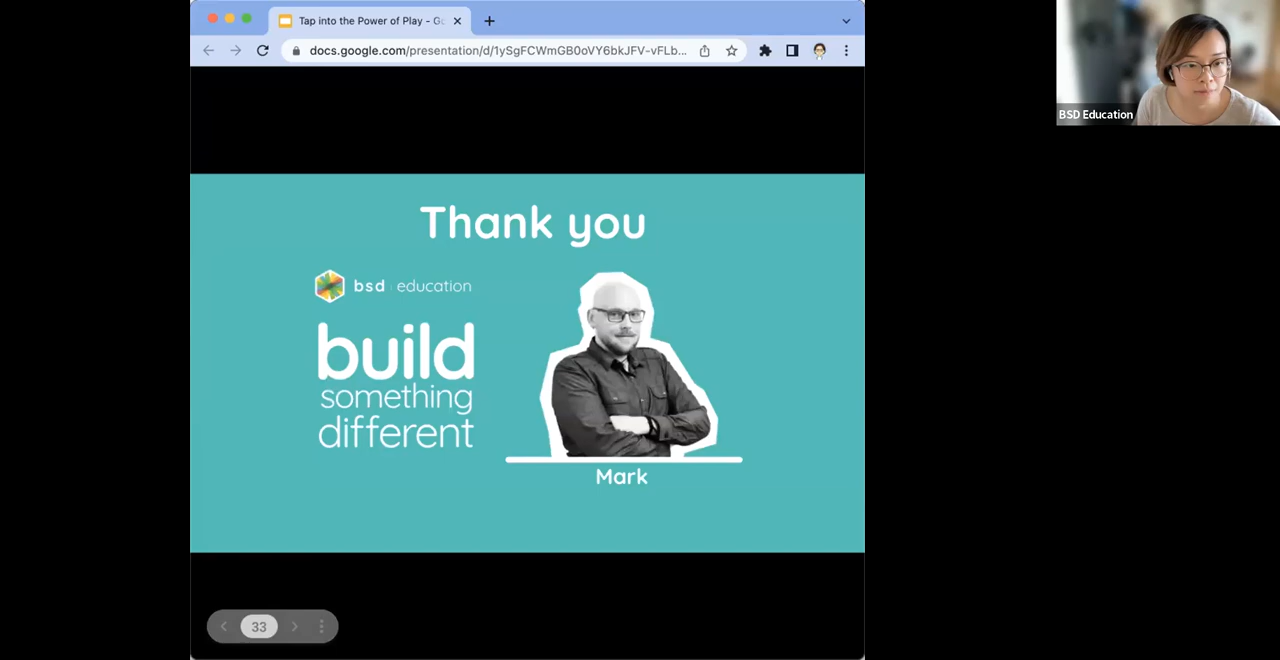 Tap into the Power of Play - Go
docs.google.com/presentation/d/1ySgFCWmGB0oVY6bkJFV-vFLb...
BSD Education
Thank you
bsd education
build
something
different
Mark
33